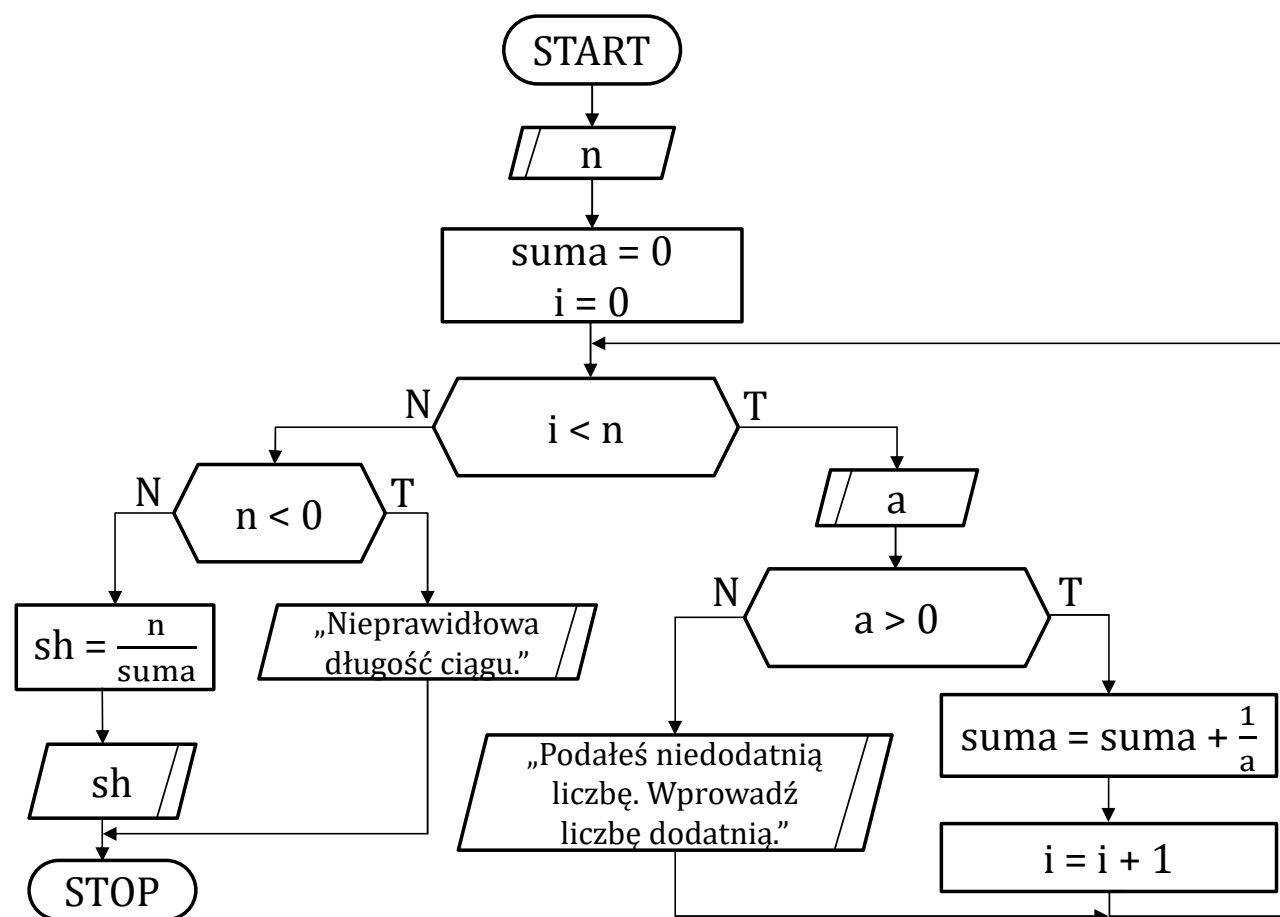 START
n
suma = 0
i = 0
N
i < n
T
N
n < 0
T
a
sh = n/suma
„Nieprawidłowa
długość ciągu.”
N
a > 0
T
sh
„Podałeś niedodatnią
liczbę. Wprowadź
liczbę dodatnią.”
suma = suma + 1/a
i = i + 1
STOP